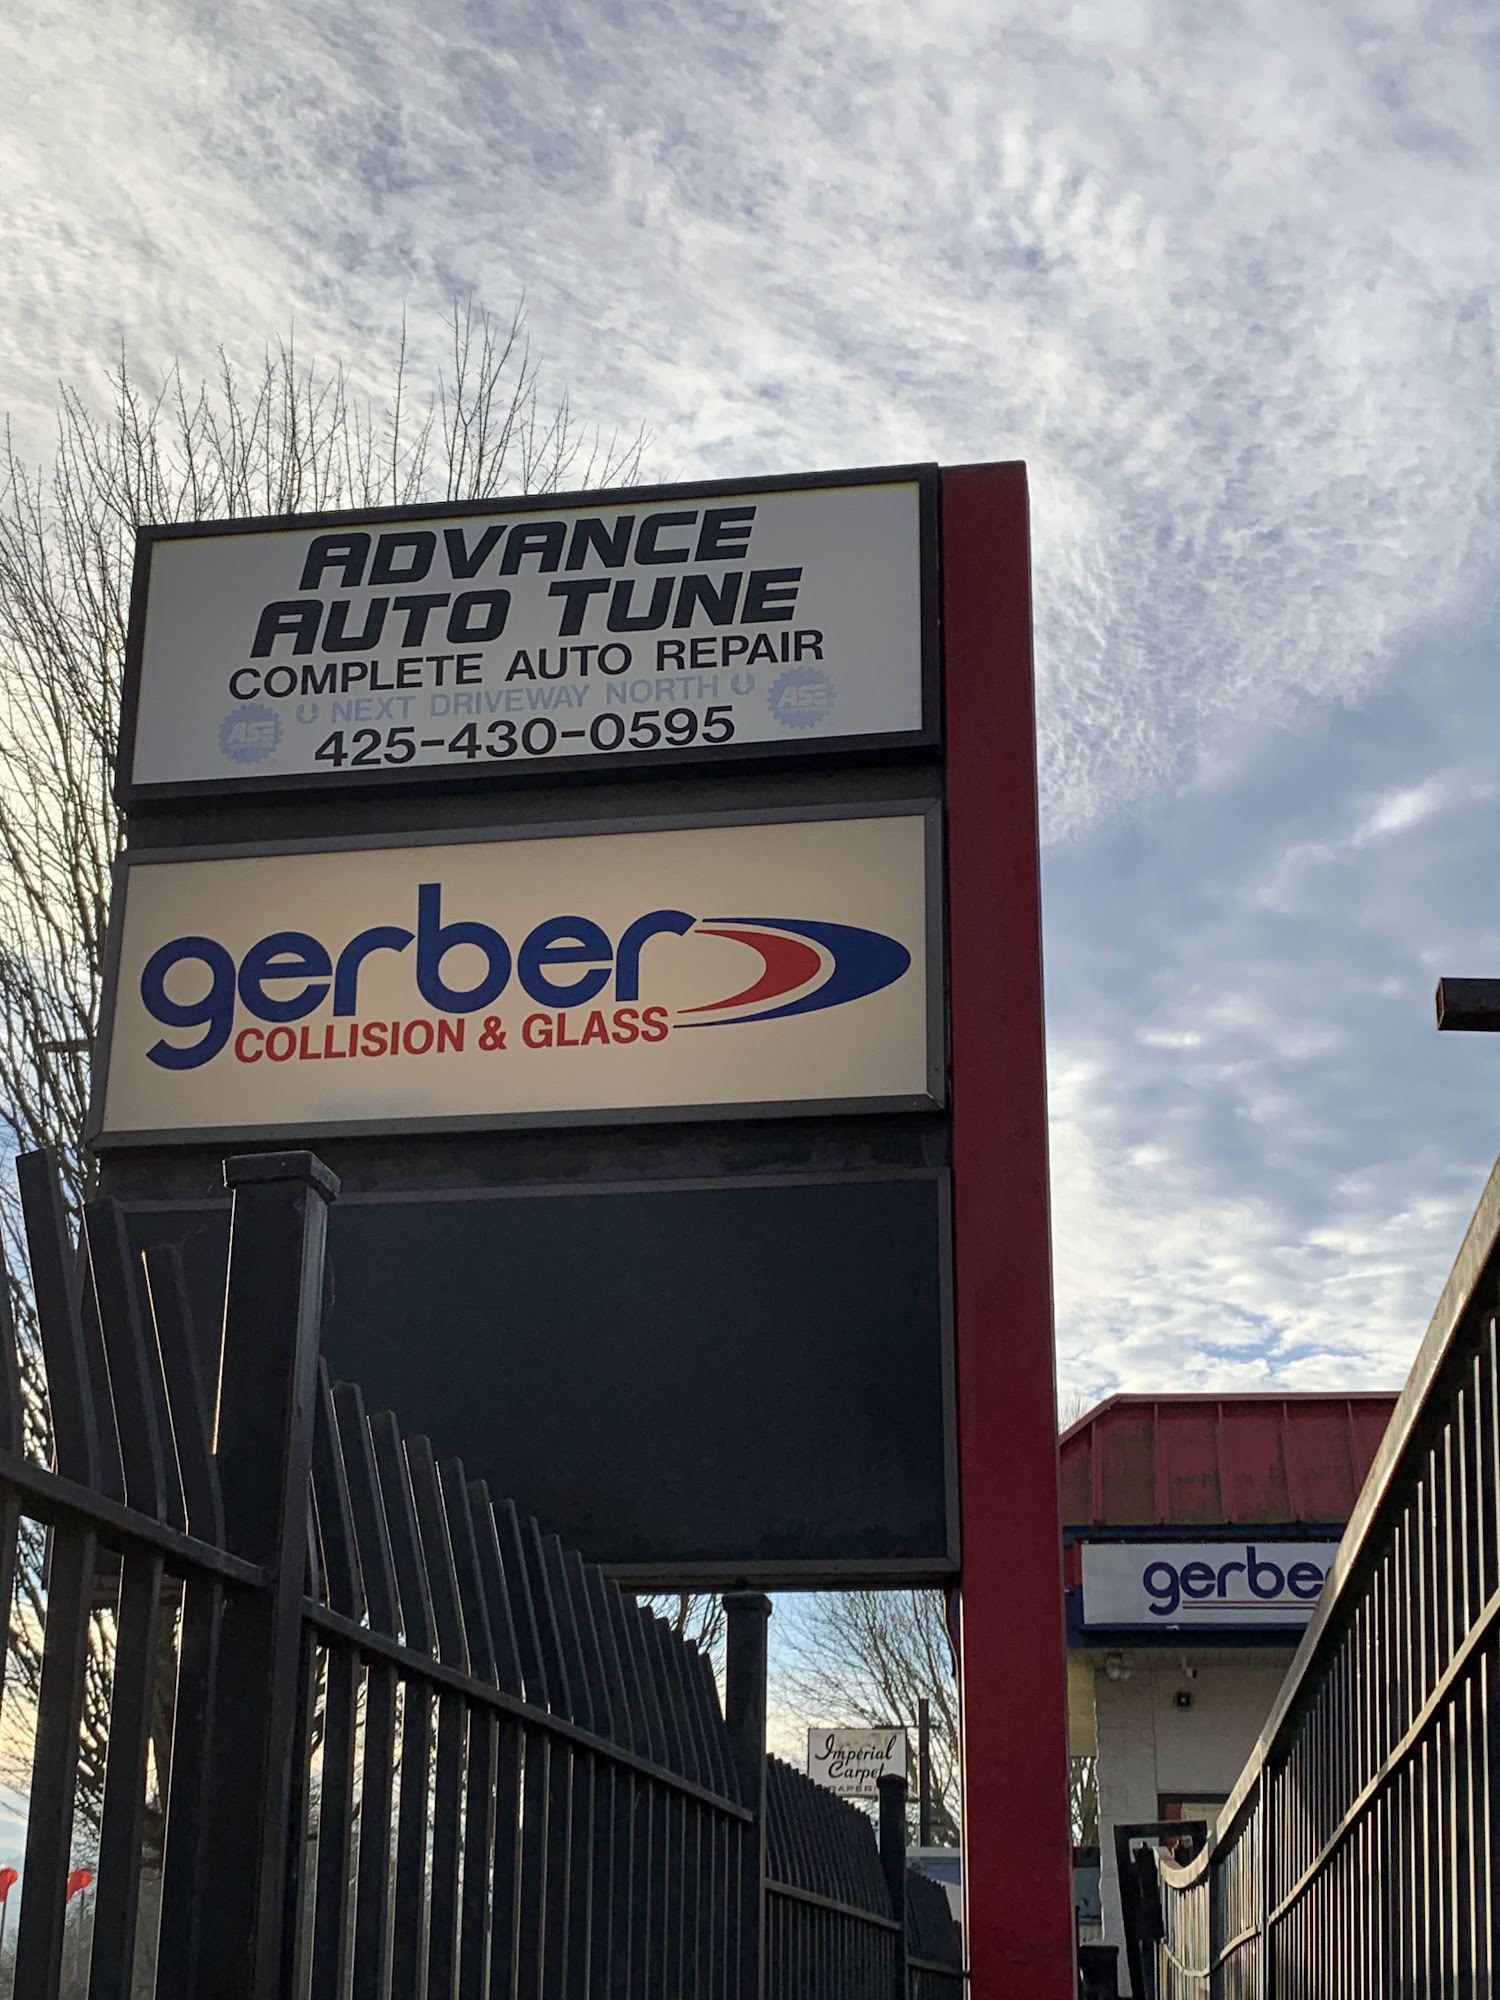 ADVANCE
AUTO TUNE
COMPLETE AUTO REPAIR
NEXT DRIVEWAY NORTH
ASE
ASE
425-430-0595
gerber
COLLISION & GLASS
gerbe
Imperial
Carpet